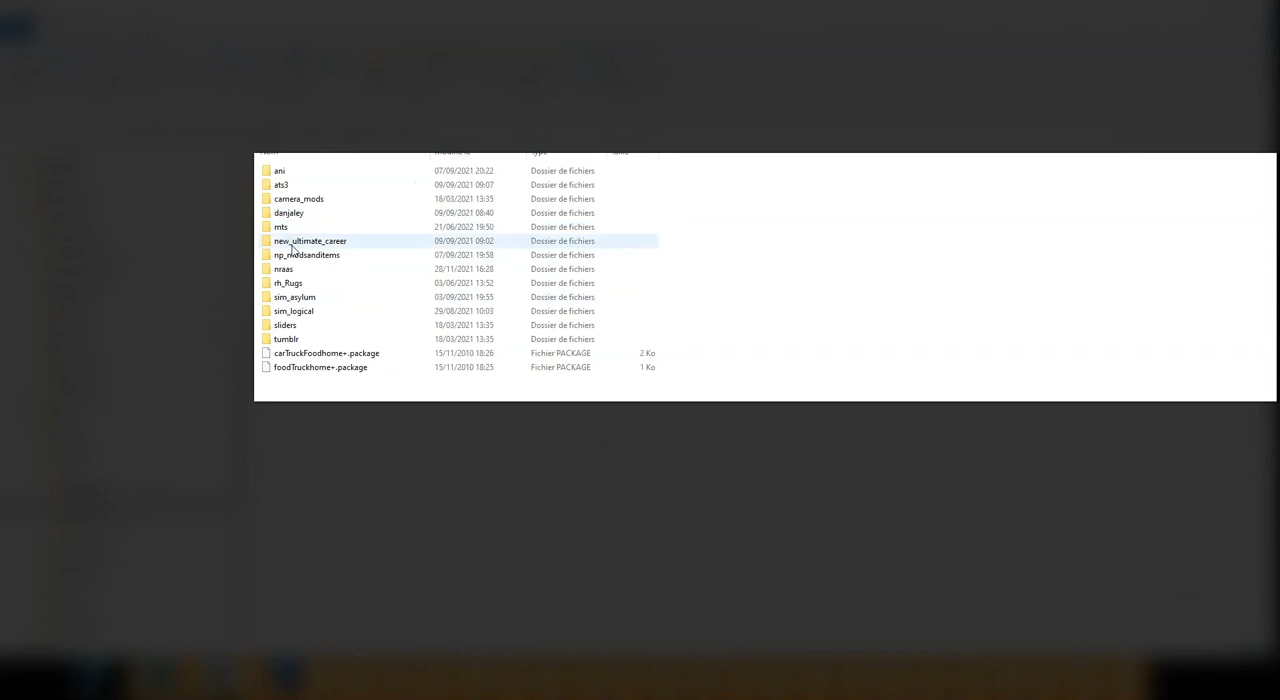 ani 07/09/2021 20:22 Dossier de fichiers
ats3 09/09/2021 09:07 Dossier de fichiers
camera_mods 18/03/2021 13:35 Dossier de fichiers
danjaley 09/09/2021 08:40 Dossier de fichiers
mts 21/06/2022 19:50 Dossier de fichiers
new_ultimate_career 09/09/2021 09:02 Dossier de fichiers
np_modsanditems 07/09/2021 19:58 Dossier de fichiers
nraas 28/11/2021 16:28 Dossier de fichiers
rh_Rugs 03/06/2021 13:52 Dossier de fichiers
sim_asylum 03/09/2021 19:55 Dossier de fichiers
sim_logical 29/08/2021 10:03 Dossier de fichiers
sliders 18/03/2021 13:35 Dossier de fichiers
tumblr 18/03/2021 13:35 Dossier de fichiers
carTruckFoodhome+.package 15/11/2010 18:26 Fichier PACKAGE 2 Ko
foodTruckhome+.package 15/11/2010 18:25 Fichier PACKAGE 1 Ko